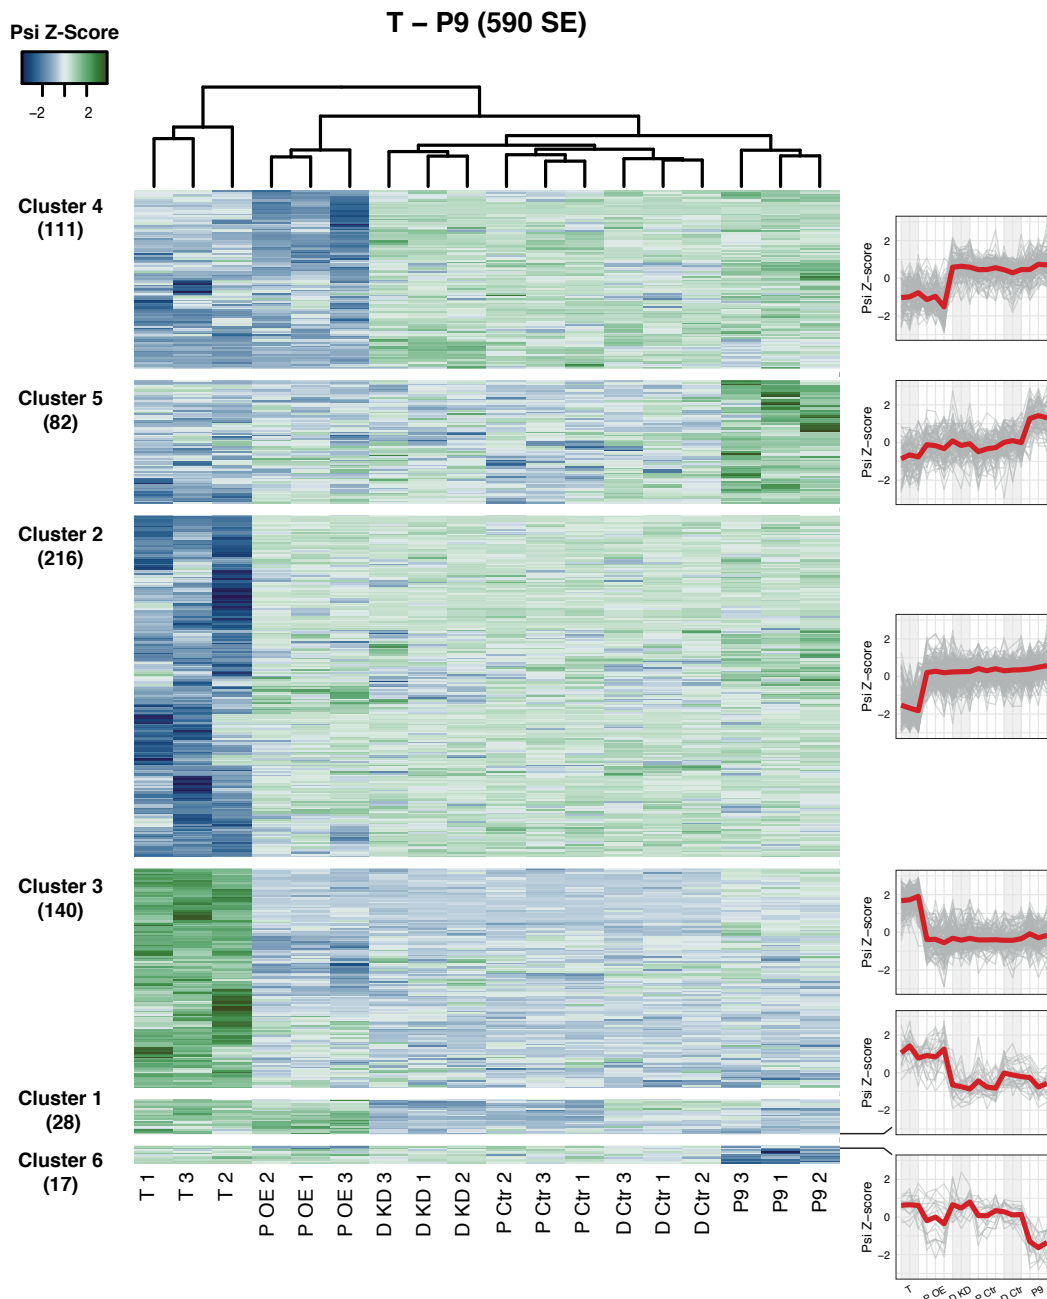 T – P9 (590 SE)
Psi Z-Score
−2 2
Cluster 4
(111)
Cluster 5
(82)
Cluster 2
(216)
Cluster 3
(140)
Cluster 1
(28)
Cluster 6
(17)
T 1
T 3
T 2
P OE 2
P OE 1
P OE 3
D KD 3
D KD 1
D KD 2
P Ctr 2
P Ctr 3
P Ctr 1
D Ctr 3
D Ctr 1
D Ctr 2
P9 3
P9 1
P9 2
Psi Z−score
2
0
−2
Psi Z−score
2
0
−2
Psi Z−score
2
0
−2
Psi Z−score
2
0
−2
Psi Z−score
2
0
−2
Psi Z−score
2
0
−2
T
P OE
D KD
P Ctr
D Ctr
P9